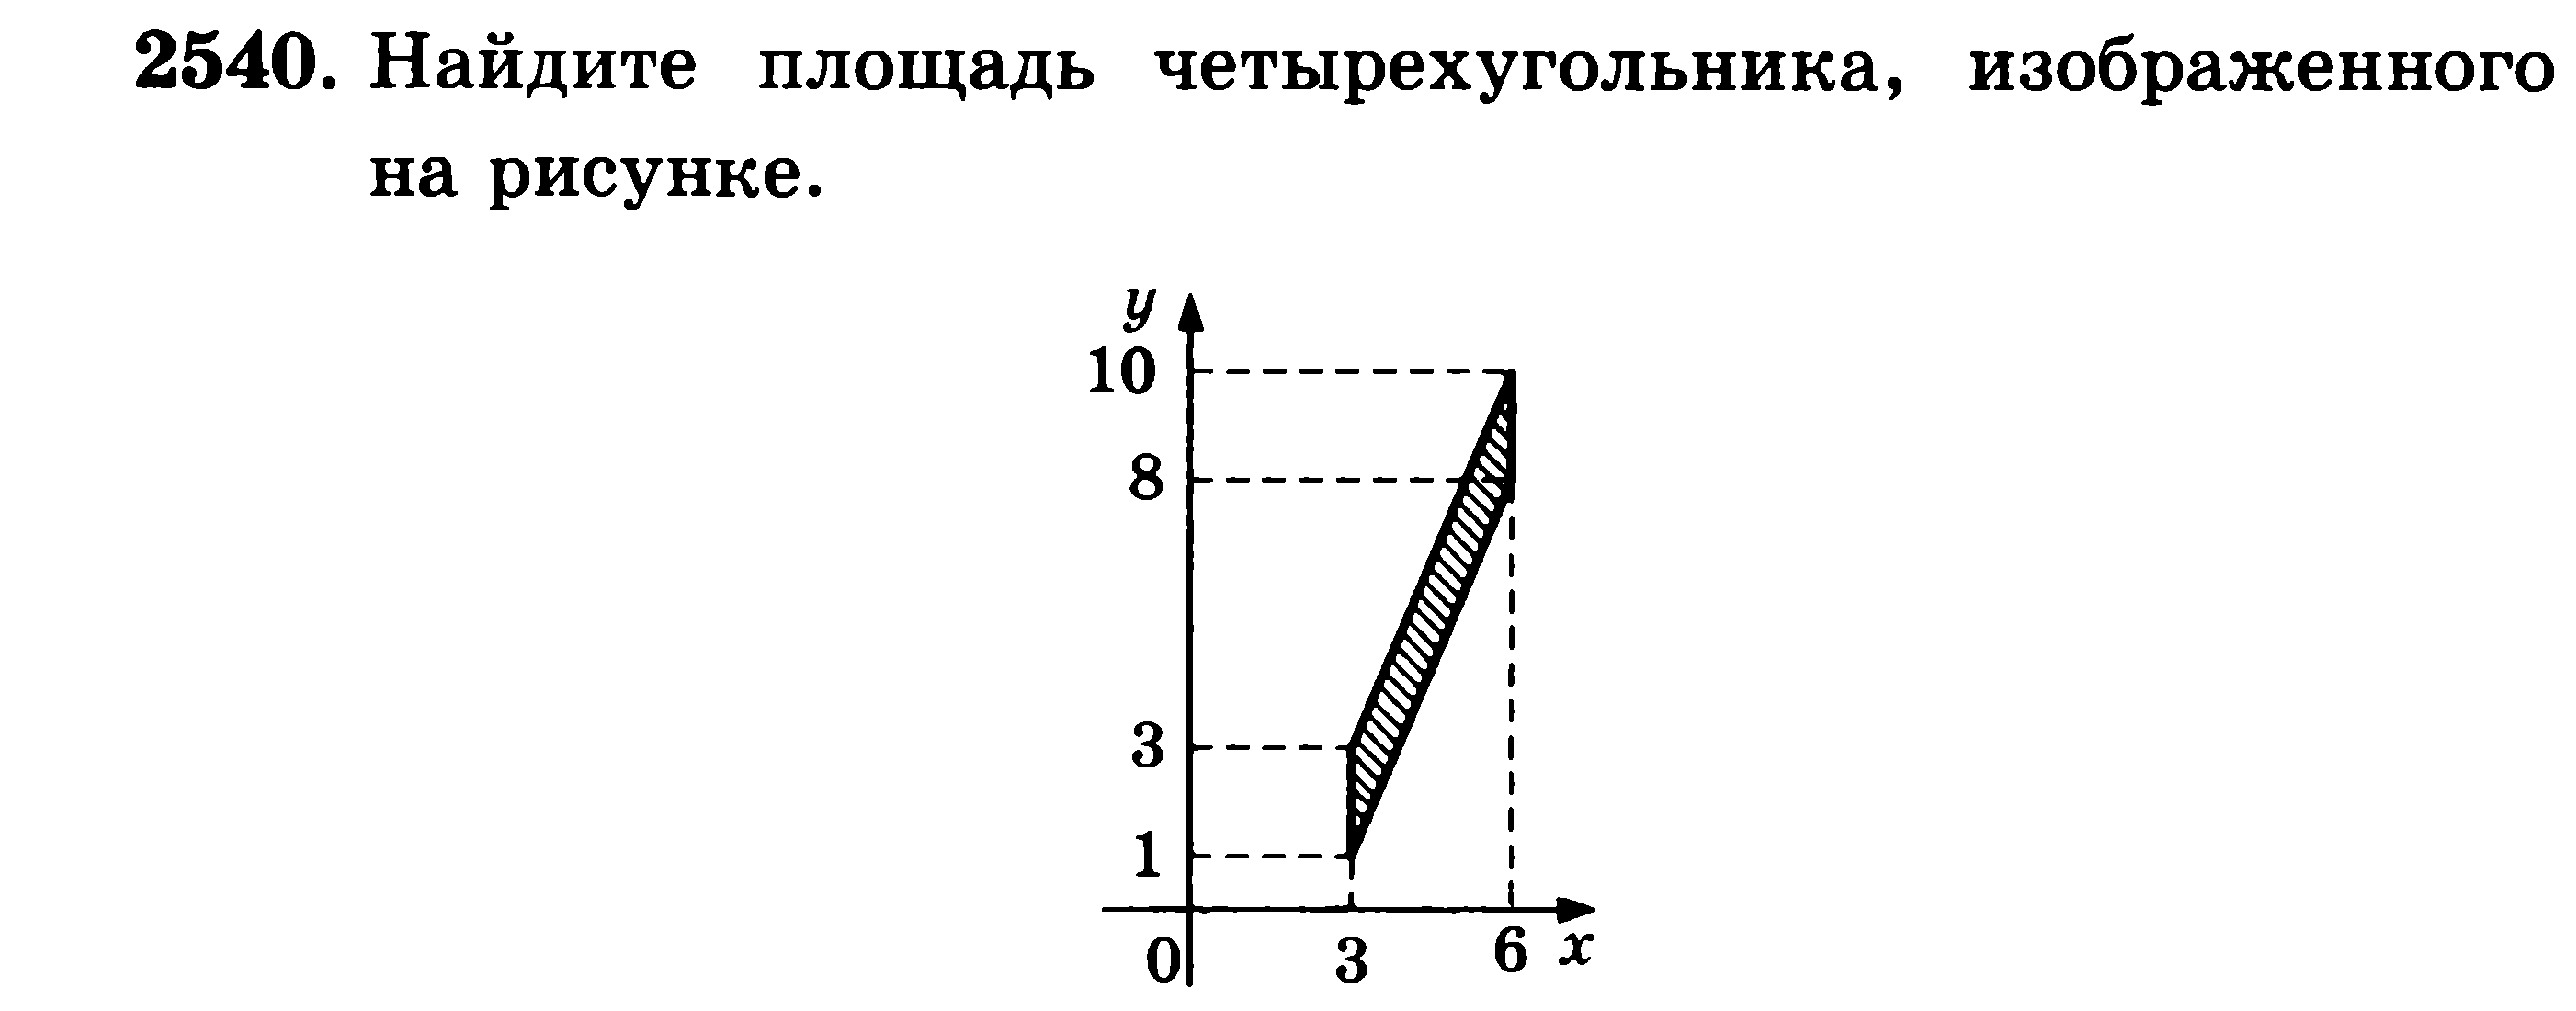 2540. Найдите площадь четырехугольника, изображенного
на рисунке.
y
10
8
3
1
0 3 6 x